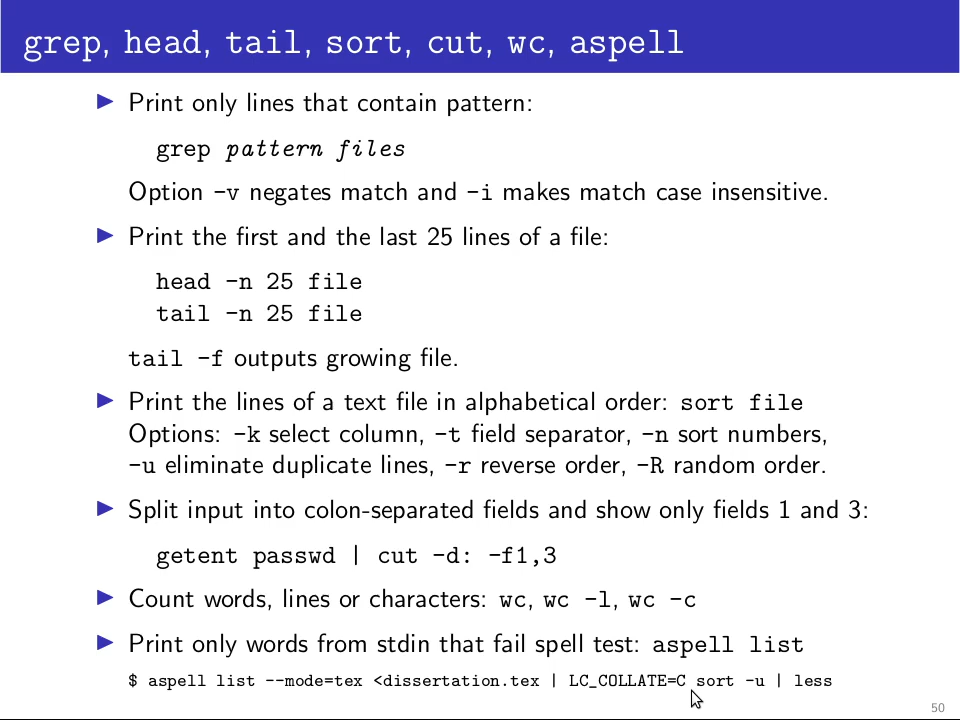 grep, head, tail, sort, cut, wc, aspell
▶ Print only lines that contain pattern:
grep pattern files
Option -v negates match and -i makes match case insensitive.
▶ Print the first and the last 25 lines of a file:
head -n 25 file
tail -n 25 file
tail -f outputs growing file.
▶ Print the lines of a text file in alphabetical order: sort file
Options: -k select column, -t field separator, -n sort numbers,
-u eliminate duplicate lines, -r reverse order, -R random order.
▶ Split input into colon-separated fields and show only fields 1 and 3:
getent passwd | cut -d: -f1,3
▶ Count words, lines or characters: wc, wc -l, wc -c
▶ Print only words from stdin that fail spell test: aspell list
$ aspell list --mode=tex <dissertation.tex | LC_COLLATE=C sort -u | less
50